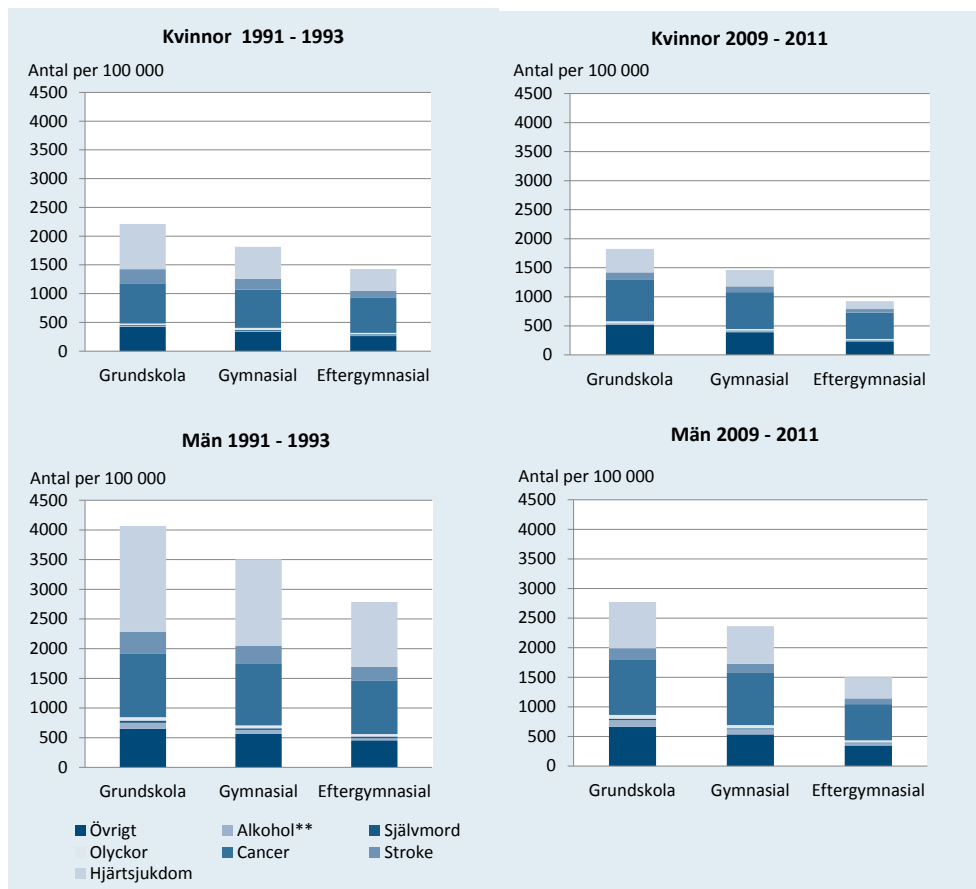 Kvinnor 1991 - 1993
Antal per 100 000
4500
4000
3500
3000
2500
2000
1500
1000
500
0
Grundskola Gymnasial Eftergymnasial
Kvinnor 2009 - 2011
Antal per 100 000
4500
4000
3500
3000
2500
2000
1500
1000
500
0
Grundskola Gymnasial Eftergymnasial
Män 1991 - 1993
Antal per 100 000
4500
4000
3500
3000
2500
2000
1500
1000
500
0
Grundskola Gymnasial Eftergymnasial
Män 2009 - 2011
Antal per 100 000
4500
4000
3500
3000
2500
2000
1500
1000
500
0
Grundskola Gymnasial Eftergymnasial
Övrigt Alkohol** Självmord
Olyckor Cancer Stroke
Hjärtsjukdom